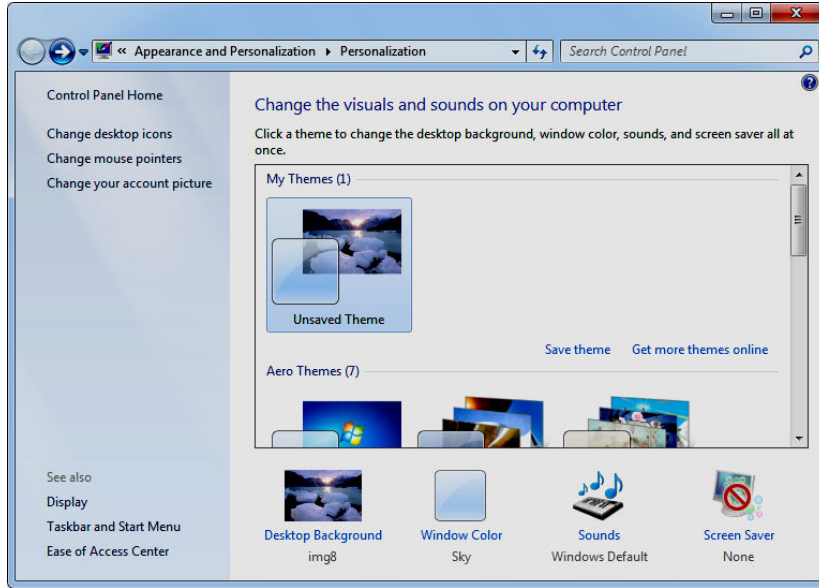 « Appearance and Personalization Personalization
Search Control Panel
Control Panel Home
Change desktop icons
Change mouse pointers
Change your account picture
See also
Display
Taskbar and Start Menu
Ease of Access Center
Change the visuals and sounds on your computer
Click a theme to change the desktop background, window color, sounds, and screen saver all at
once.
My Themes (1)
Unsaved Theme
Save theme Get more themes online
Aero Themes (7)
Desktop Background Window Color Sounds Screen Saver
img8 Sky Windows Default None